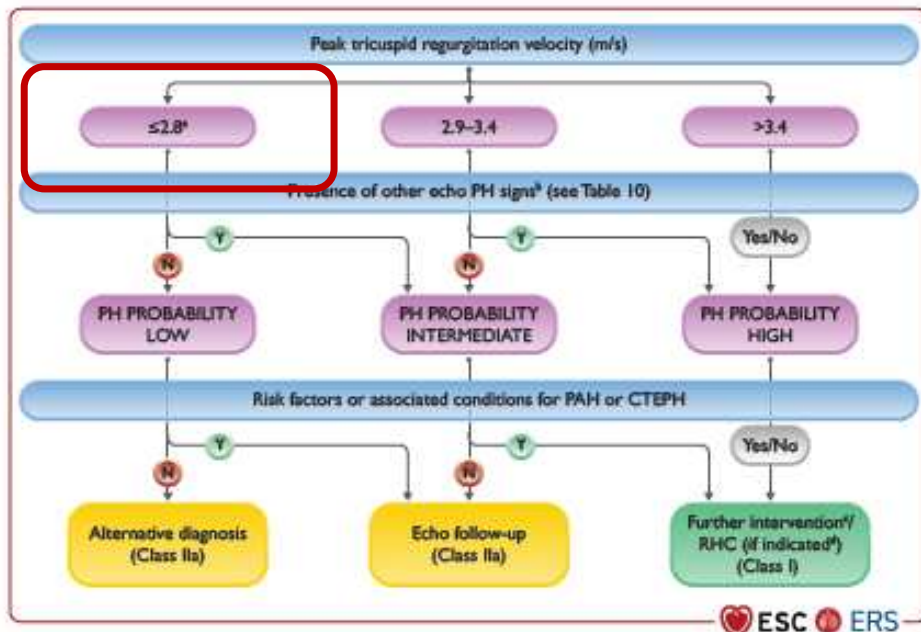 Peak tricuspid regurgitation velocity (m/s)
≤2.8ᵃ
2.9–3.4
>3.4
Presence of other echo PH signsᵇ (see Table 10)
Y
Y
Yes/No
N
N
PH PROBABILITY
LOW
PH PROBABILITY
INTERMEDIATE
PH PROBABILITY
HIGH
Risk factors or associated conditions for PAH or CTEPH
Y
Y
Yes/No
N
N
Alternative diagnosis
(Class IIa)
Echo follow-up
(Class IIa)
Further intervention/
RHC (if indicated)
(Class I)
ESC ERS